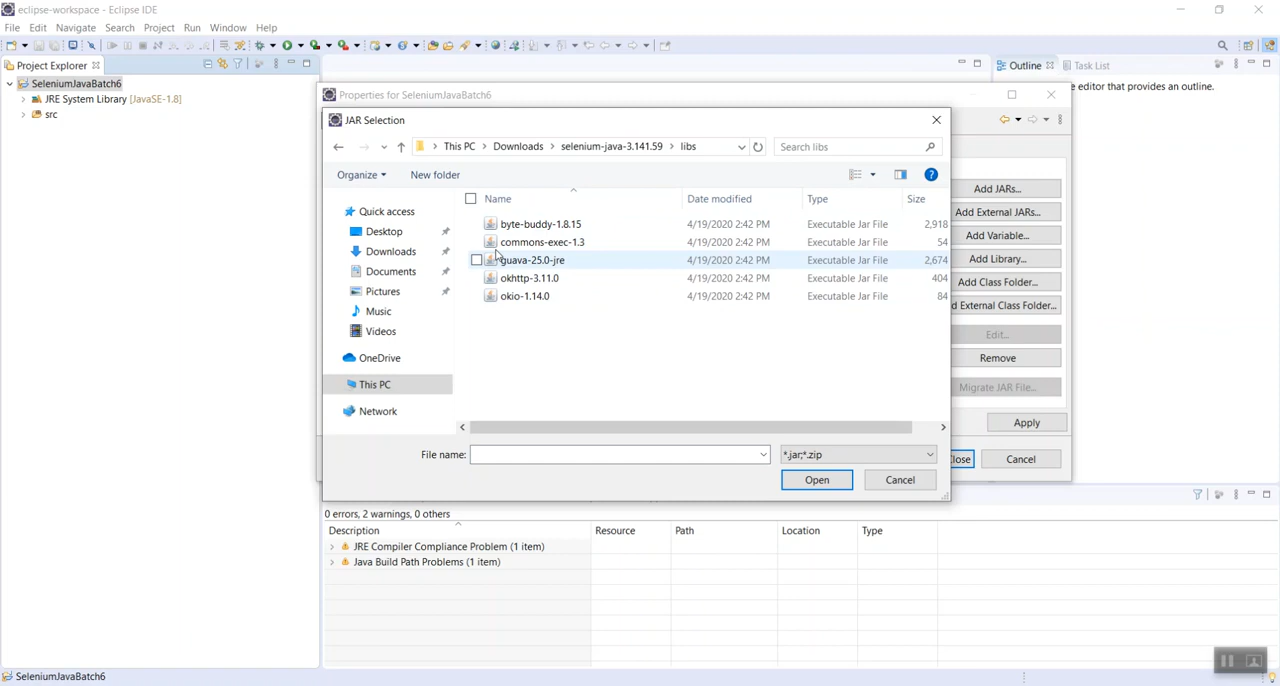 eclipse-workspace - Eclipse IDE
File Edit Navigate Search Project Run Window Help
Project Explorer
Outline Task List
SeleniumJavaBatch6
JRE System Library [JavaSE-1.8]
src
e editor that provides an outline.
Properties for SeleniumJavaBatch6
JAR Selection
This PC > Downloads > selenium-java-3.141.59 > libs
Search libs
Organize New folder
Name Date modified Type Size
byte-buddy-1.8.15 4/19/2020 2:42 PM Executable Jar File 2,918
commons-exec-1.3 4/19/2020 2:42 PM Executable Jar File 54
guava-25.0-jre 4/19/2020 2:42 PM Executable Jar File 2,674
okhttp-3.11.0 4/19/2020 2:42 PM Executable Jar File 404
okio-1.14.0 4/19/2020 2:42 PM Executable Jar File 84
Quick access
Desktop
Downloads
Documents
Pictures
Music
Videos
OneDrive
This PC
Network
File name: *.jar;*.zip
Open Cancel
Add JARs...
Add External JARs...
Add Variable...
Add Library...
Add Class Folder...
d External Class Folder...
Edit...
Remove
Migrate JAR File...
Apply
lose Cancel
0 errors, 2 warnings, 0 others
Description Resource Path Location Type
JRE Compiler Compliance Problem (1 item)
Java Build Path Problems (1 item)
SeleniumJavaBatch6